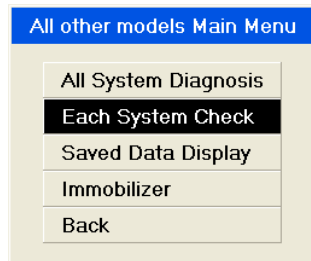 All other models Main Menu
All System Diagnosis
Each System Check
Saved Data Display
Immobilizer
Back